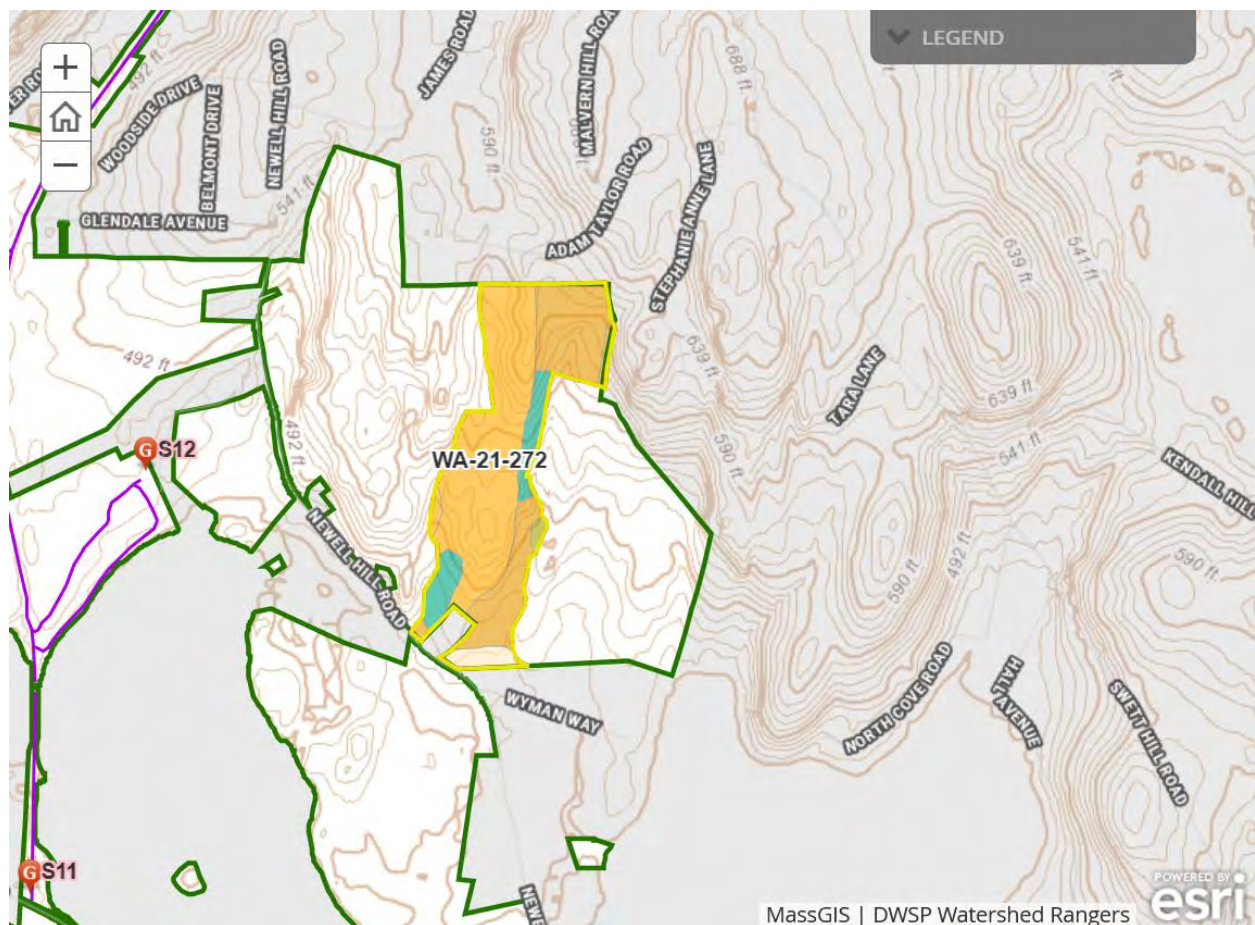 LEGEND
+
−
492 ft
WOODSIDE DRIVE
BELMONT DRIVE
NEWELL HILL ROAD
JAMES ROAD
MALVERN HILL ROA
688 ft
590 ft
GLENDALE AVENUE
541 ft
ADAM TAYLOR ROAD
STEPHANIE ANNE LANE
639 ft
541 ft
492 ft
639 ft
TARA LANE
639 ft
492 ft
G S12
WA-21-272
590 ft
541 ft
KENDALL HILL
NEWELL HILL ROAD
590 ft
492 ft
590 ft
WYMAN WAY
NORTH COVE ROAD
HALL AVENUE
SWETT HILL ROAD
G S11
NEWE
POWERED BY
esri
MassGIS | DWSP Watershed Rangers